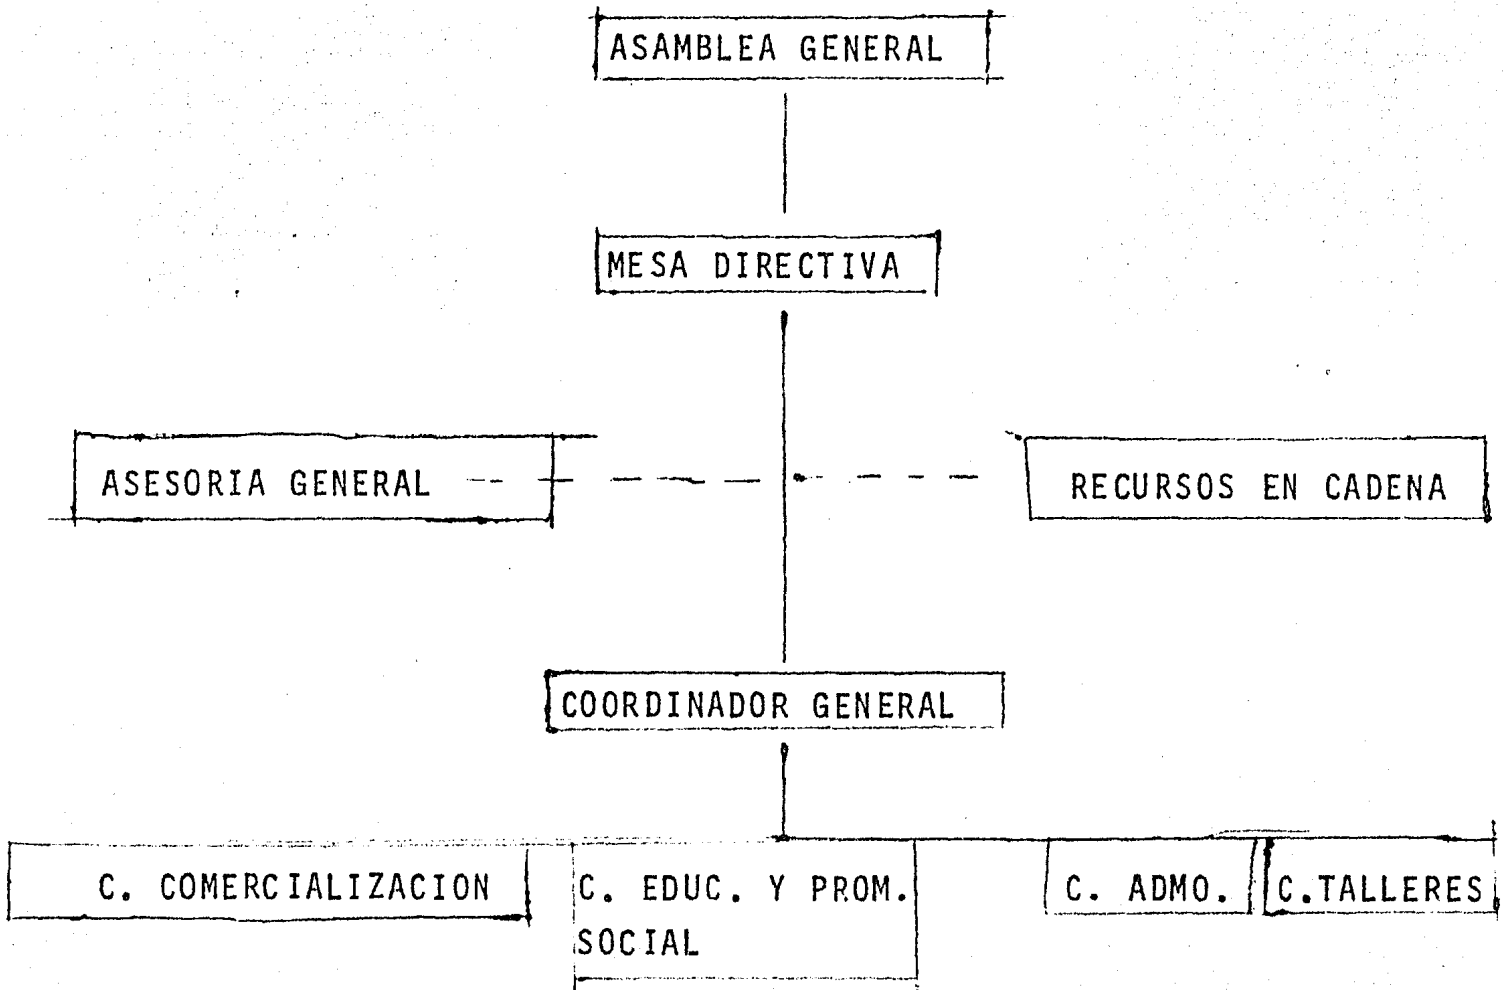 ASAMBLEA GENERAL
MESA DIRECTIVA
ASESORIA GENERAL
RECURSOS EN CADENA
COORDINADOR GENERAL
C. COMERCIALIZACION
C. EDUC. Y PROM.
SOCIAL
C. ADMO.
C.TALLERES